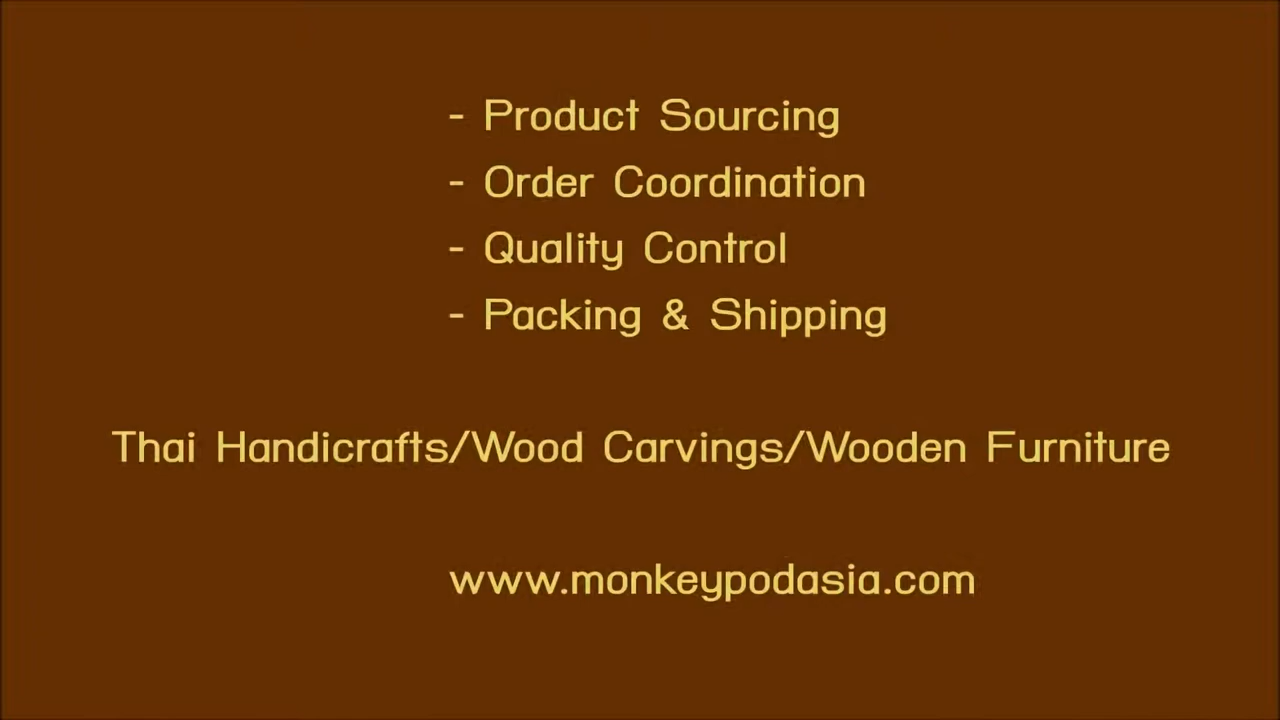 - Product Sourcing
- Order Coordination
- Quality Control
- Packing & Shipping
Thai Handicrafts/Wood Carvings/Wooden Furniture
www.monkeypodasia.com